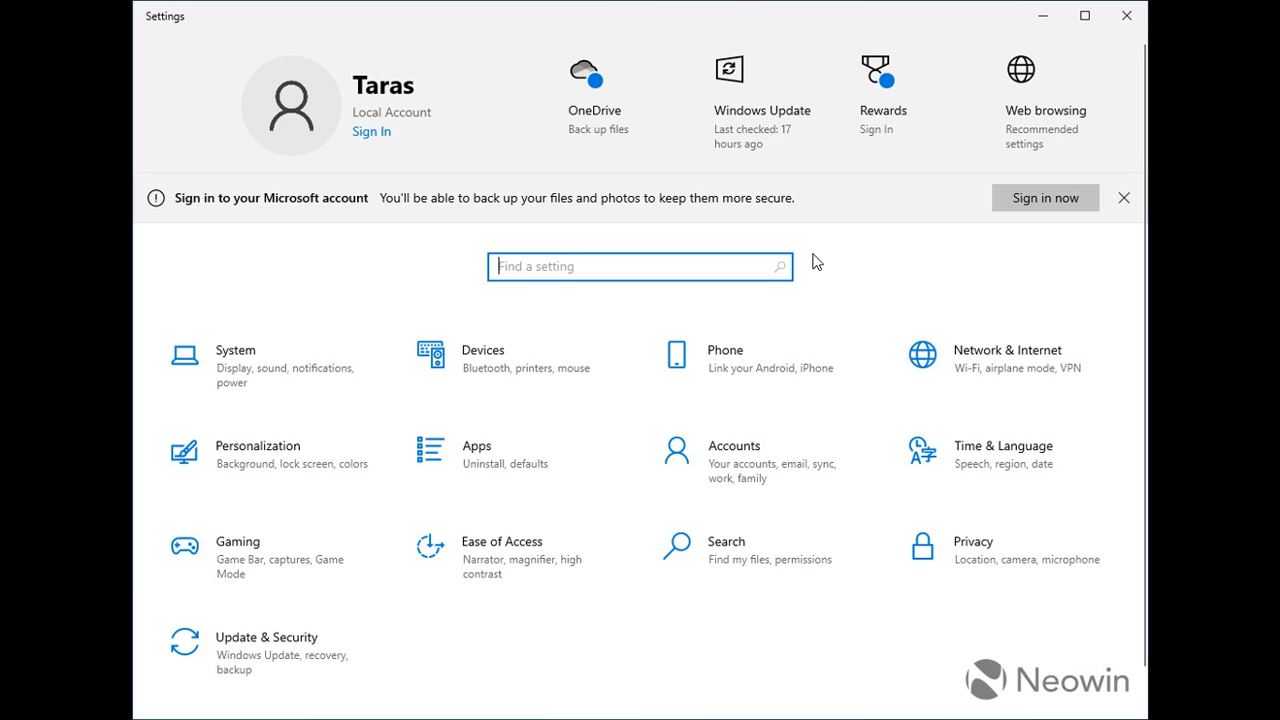 Settings
Taras
Local Account
Sign In
OneDrive
Back up files
Windows Update
Last checked: 17
hours ago
Rewards
Sign In
Web browsing
Recommended
settings
Sign in to your Microsoft account You'll be able to back up your files and photos to keep them more secure.
Sign in now
Find a setting
System
Display, sound, notifications,
power
Devices
Bluetooth, printers, mouse
Phone
Link your Android, iPhone
Network & Internet
Wi-Fi, airplane mode, VPN
Personalization
Background, lock screen, colors
Apps
Uninstall, defaults
Accounts
Your accounts, email, sync,
work, family
Time & Language
Speech, region, date
Gaming
Game Bar, captures, Game
Mode
Ease of Access
Narrator, magnifier, high
contrast
Search
Find my files, permissions
Privacy
Location, camera, microphone
Update & Security
Windows Update, recovery,
backup
Neowin